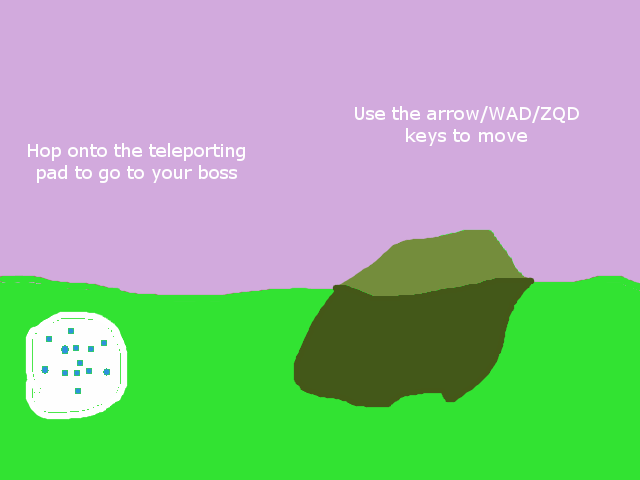 Use the arrow/WAD/ZQD
keys to move
Hop onto the teleporting
pad to go to your boss